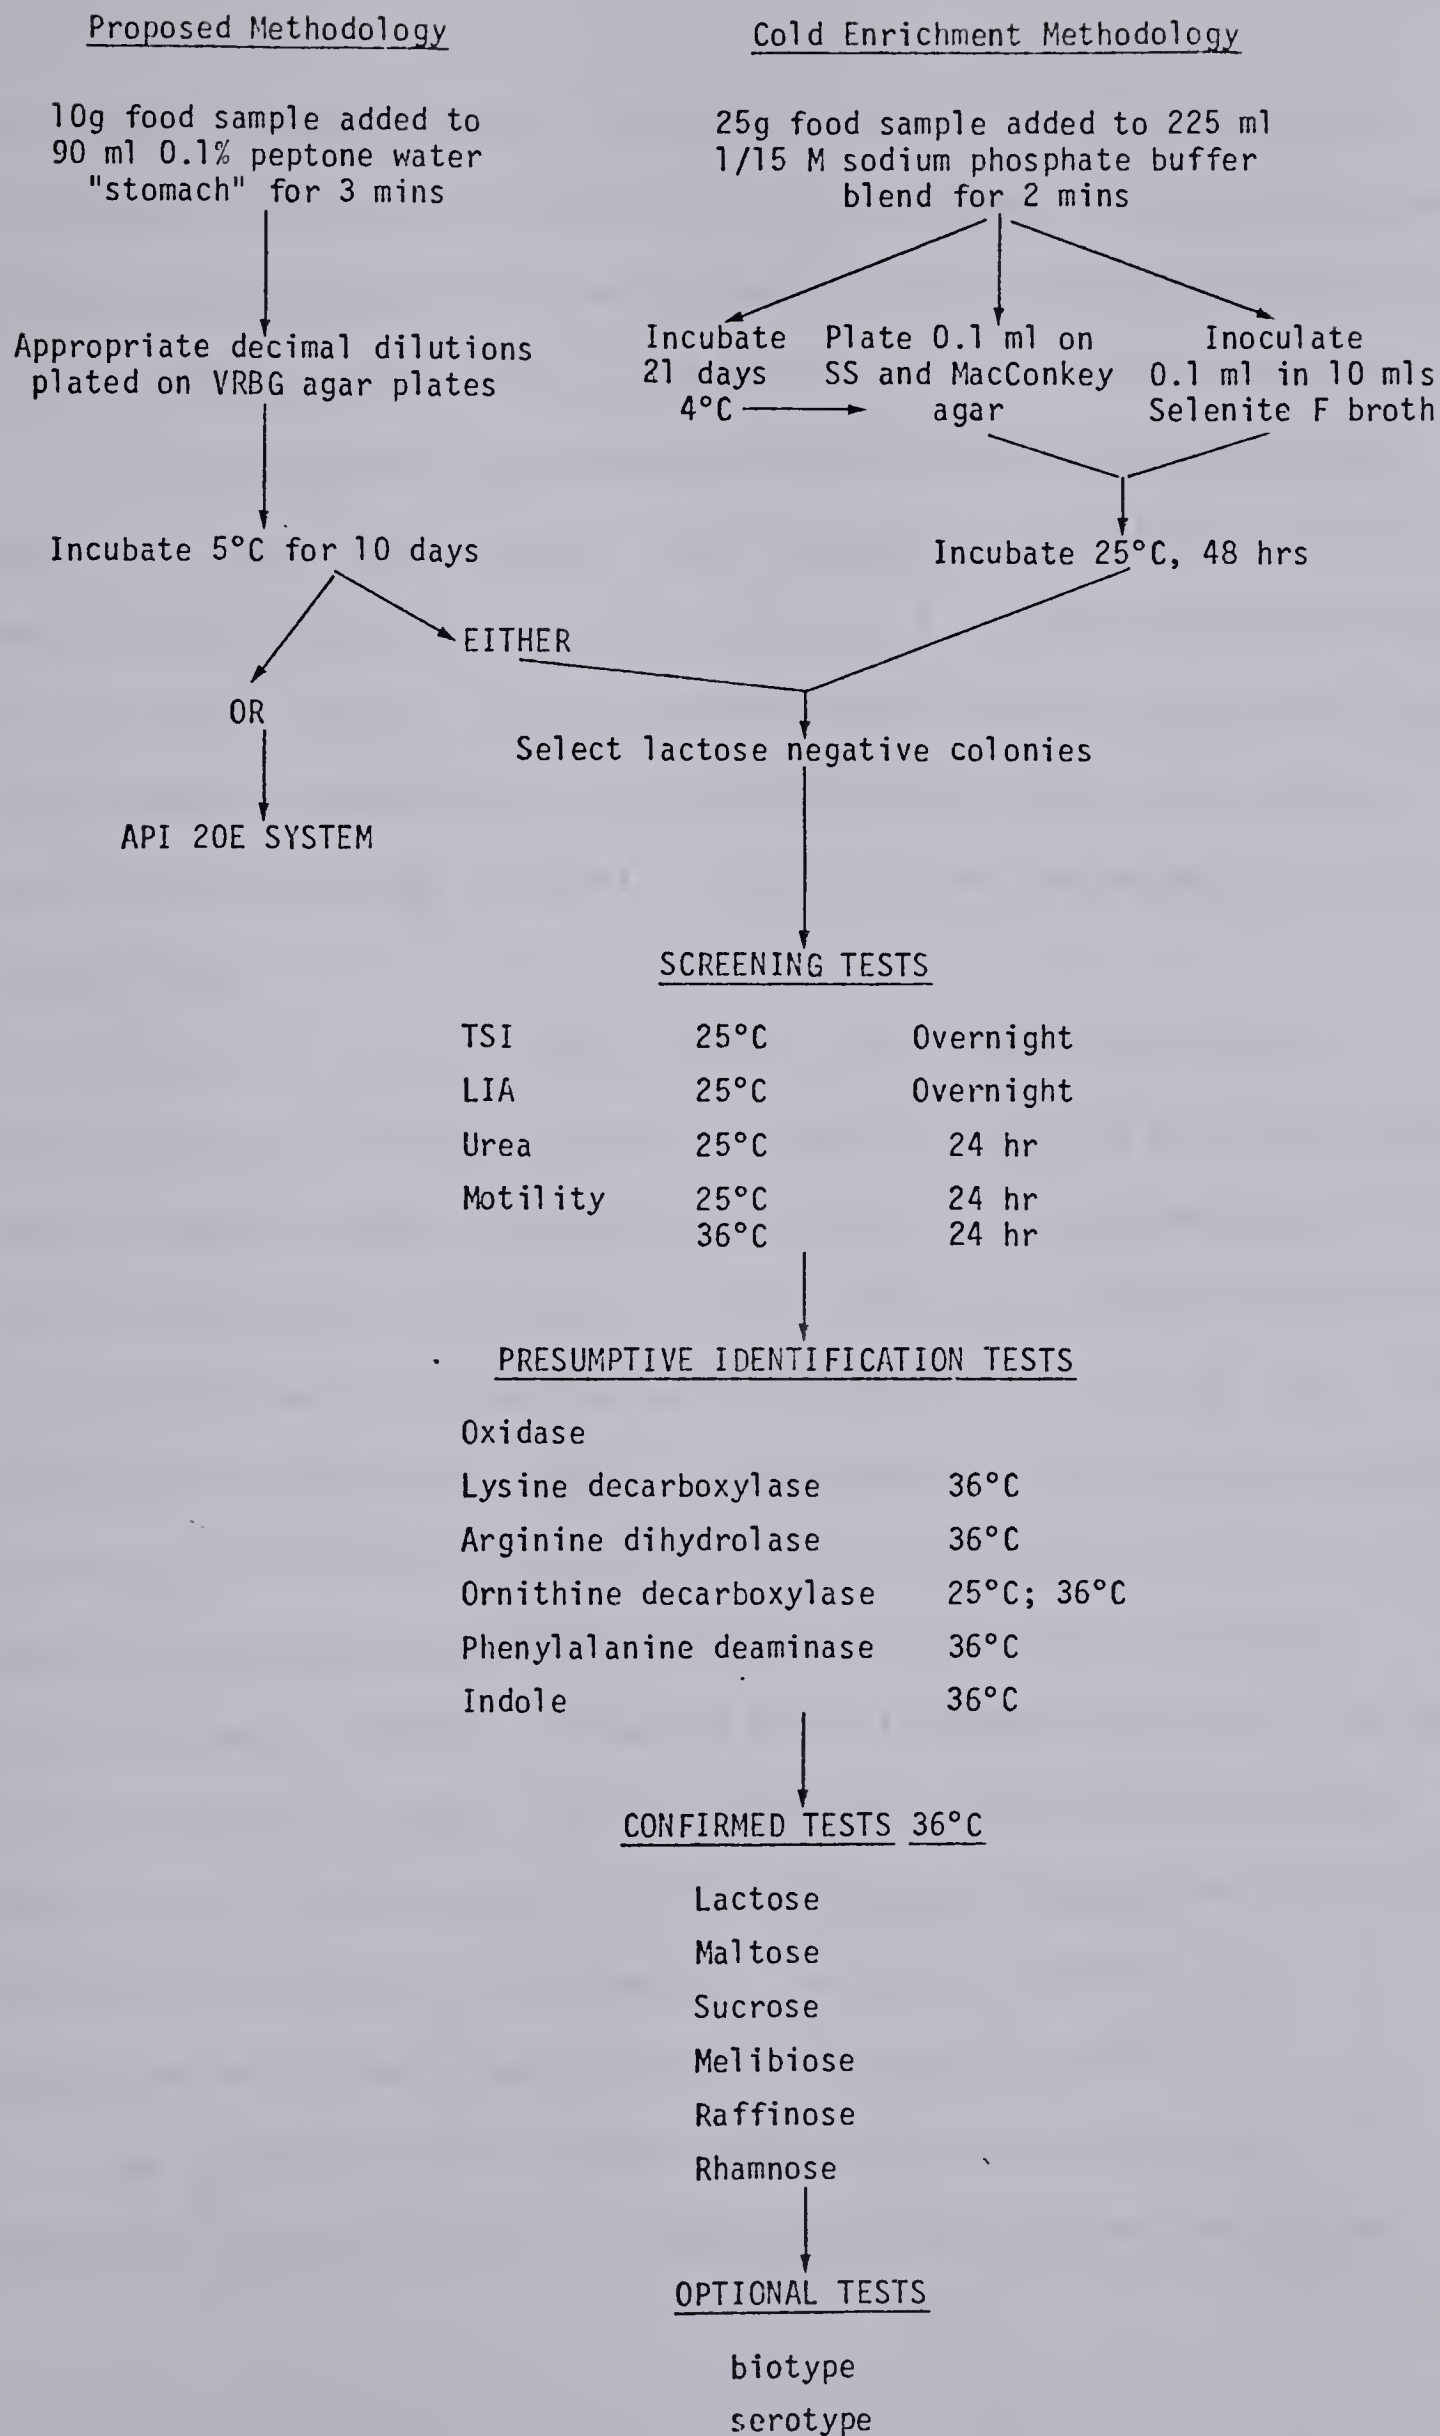 Proposed Methodology
10g food sample added to
90 ml 0.1% peptone water
"stomach" for 3 mins
Appropriate decimal dilutions
plated on VRBG agar plates
Incubate 5°C for 10 days
Cold Enrichment Methodology
25g food sample added to 225 ml
1/15 M sodium phosphate buffer
blend for 2 mins
Incubate
21 days
4°C
Plate 0.1 ml on
SS and MacConkey
agar
Inoculate
0.1 ml in 10 mls
Selenite F broth
Incubate 25°C, 48 hrs
EITHER
OR
API 20E SYSTEM
Select lactose negative colonies
SCREENING TESTS
TSI 25°C Overnight
LIA 25°C Overnight
Urea 25°C 24 hr
Motility 25°C 24 hr
36°C 24 hr
PRESUMPTIVE IDENTIFICATION TESTS
Oxidase
Lysine decarboxylase 36°C
Arginine dihydrolase 36°C
Ornithine decarboxylase 25°C; 36°C
Phenylalanine deaminase 36°C
Indole 36°C
CONFIRMED TESTS 36°C
Lactose
Maltose
Sucrose
Melibiose
Raffinose
Rhamnose
OPTIONAL TESTS
biotype
serotype